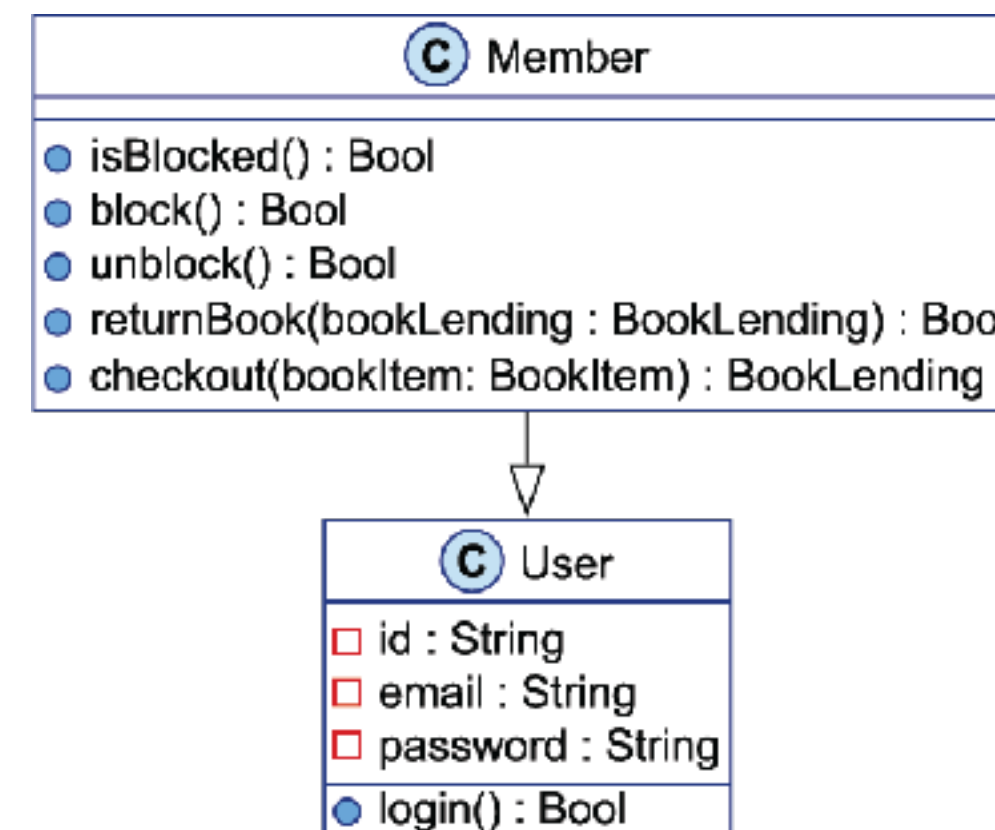 C Member
isBlocked() : Bool
block() : Bool
unblock() : Bool
returnBook(bookLending : BookLending) : Boo
checkout(bookItem: BookItem) : BookLending
C User
id : String
email : String
password : String
login() : Bool